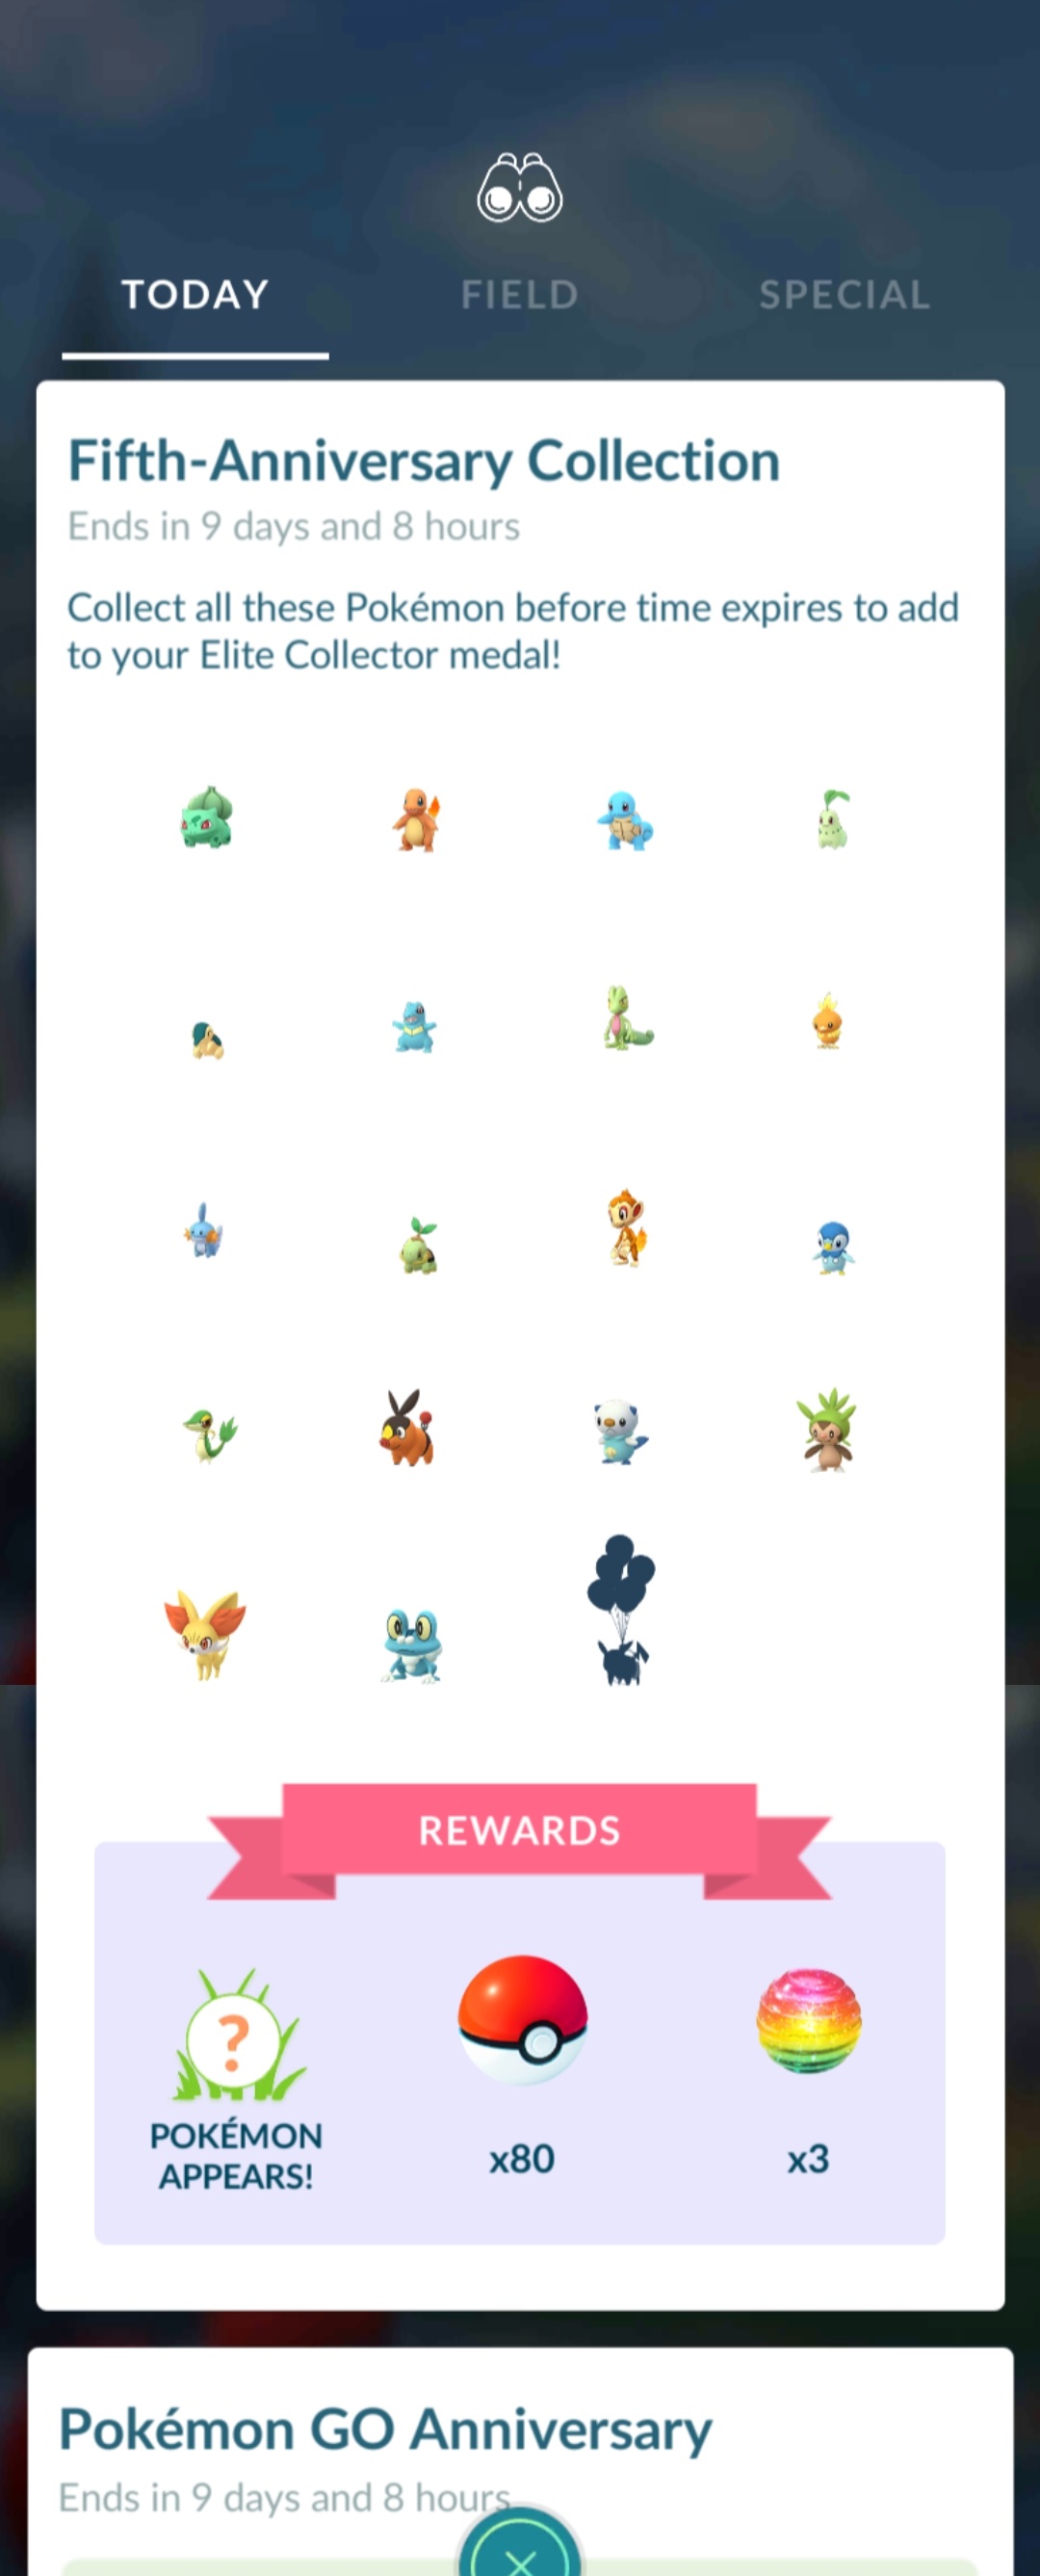 TODAY FIELD SPECIAL
Fifth-Anniversary Collection
Ends in 9 days and 8 hours
Collect all these Pokémon before time expires to add
to your Elite Collector medal!
REWARDS
?
POKÉMON
APPEARS!
x80
x3
Pokémon GO Anniversary
Ends in 9 days and 8 hours